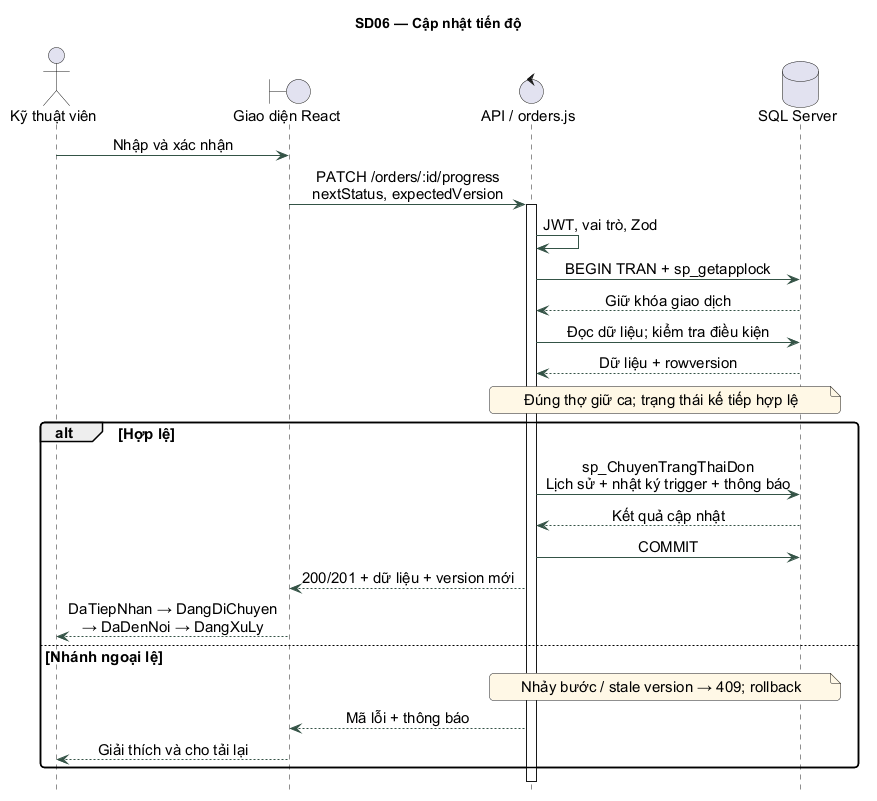 SD06 — Cập nhật tiến độ
Kỹ thuật viên
Giao diện React
API / orders.js
SQL Server
Nhập và xác nhận
PATCH /orders/:id/progress
nextStatus, expectedVersion
JWT, vai trò, Zod
BEGIN TRAN + sp_getapplock
Giữ khóa giao dịch
Đọc dữ liệu; kiểm tra điều kiện
Dữ liệu + rowversion
Đúng thợ giữ ca; trạng thái kế tiếp hợp lệ
alt [Hợp lệ]
sp_ChuyenTrangThaiDon
Lịch sử + nhật ký trigger + thông báo
Kết quả cập nhật
COMMIT
200/201 + dữ liệu + version mới
DaTiepNhan → DangDiChuyen
→ DaDenNoi → DangXuLy
[Nhánh ngoại lệ]
Nhảy bước / stale version → 409; rollback
Mã lỗi + thông báo
Giải thích và cho tải lại